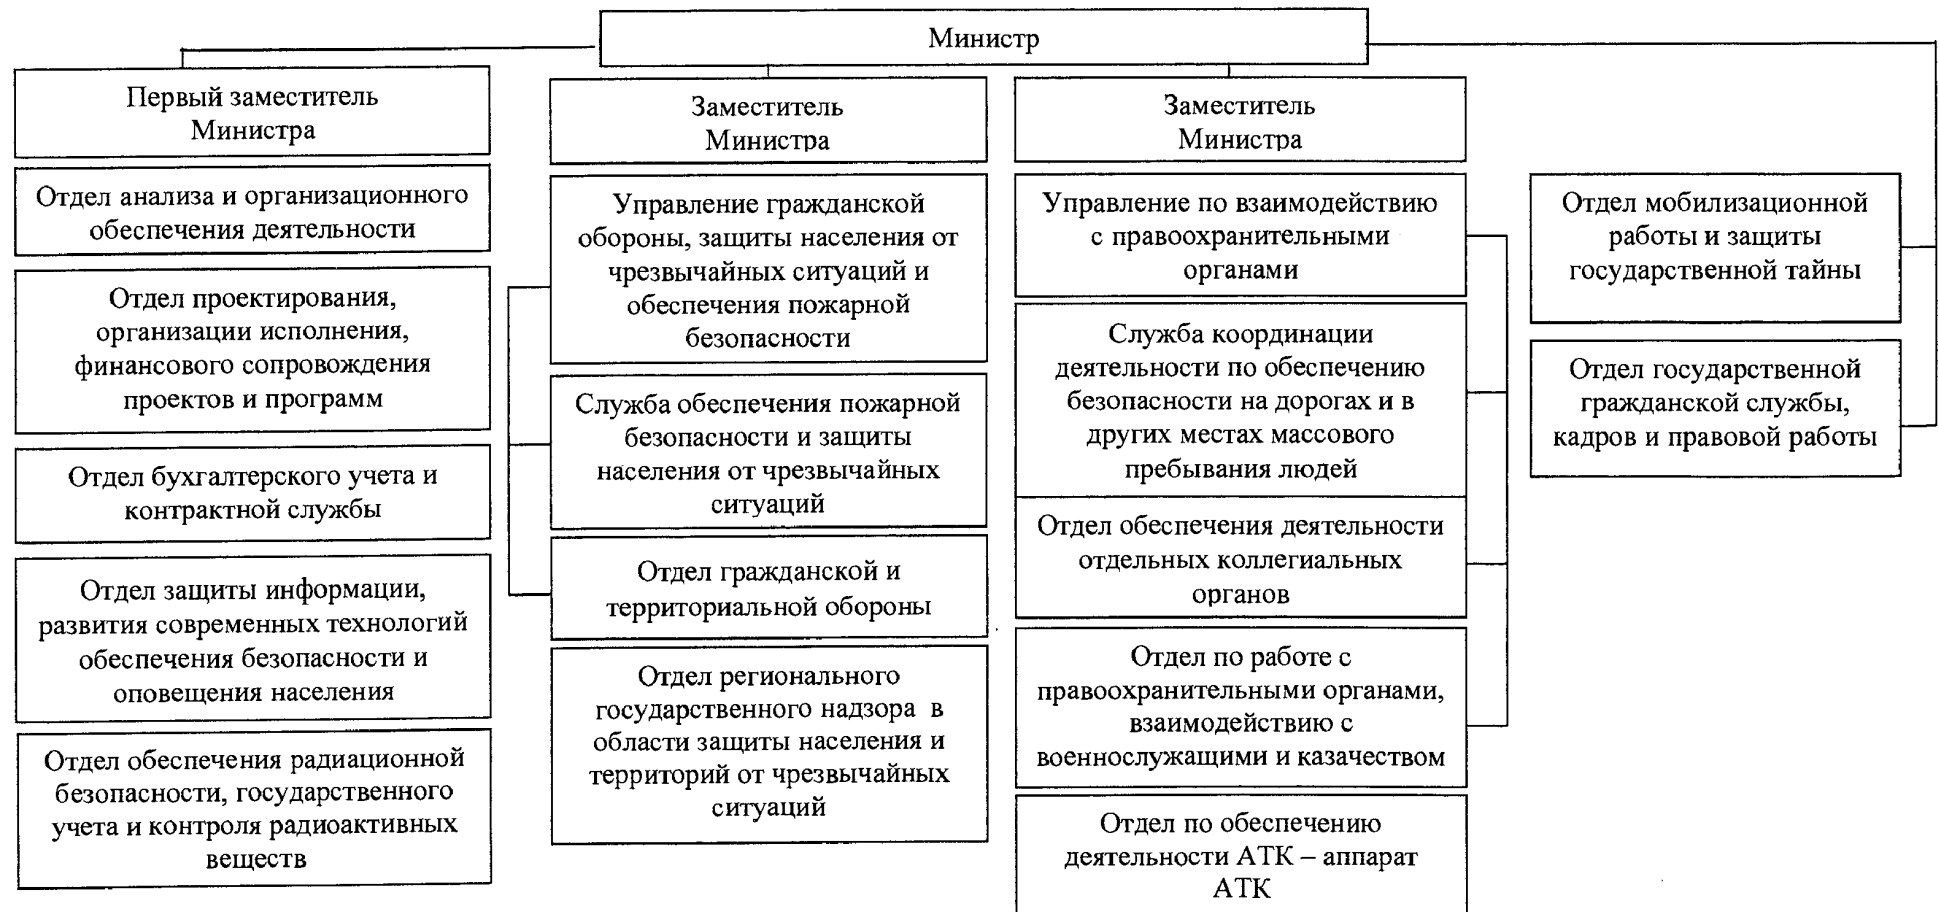 Министр
Первый заместитель
Министра
Отдел анализа и организационного
обеспечения деятельности
Отдел проектирования,
организации исполнения,
финансового сопровождения
проектов и программ
Отдел бухгалтерского учета и
контрактной службы
Отдел защиты информации,
развития современных технологий
обеспечения безопасности и
оповещения населения
Отдел обеспечения радиационной
безопасности, государственного
учета и контроля радиоактивных
веществ
Заместитель
Министра
Управление гражданской
обороны, защиты населения от
чрезвычайных ситуаций и
обеспечения пожарной
безопасности
Служба обеспечения пожарной
безопасности и защиты
населения от чрезвычайных
ситуаций
Отдел гражданской и
территориальной обороны
Отдел регионального
государственного надзора в
области защиты населения и
территорий от чрезвычайных
ситуаций
Заместитель
Министра
Управление по взаимодействию
с правоохранительными
органами
Служба координации
деятельности по обеспечению
безопасности на дорогах и в
других местах массового
пребывания людей
Отдел обеспечения деятельности
отдельных коллегиальных
органов
Отдел по работе с
правоохранительными органами,
взаимодействию с
военнослужащими и казачеством
Отдел по обеспечению
деятельности АТК – аппарат
АТК
Отдел мобилизационной
работы и защиты
государственной тайны
Отдел государственной
гражданской службы,
кадров и правовой работы